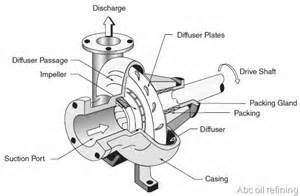 Discharge
Diffuser Passage
Diffuser Plates
Impeller
Drive Shaft
Packing Gland
Packing
Suction Port
Diffuser
Casing
Abc oil refining